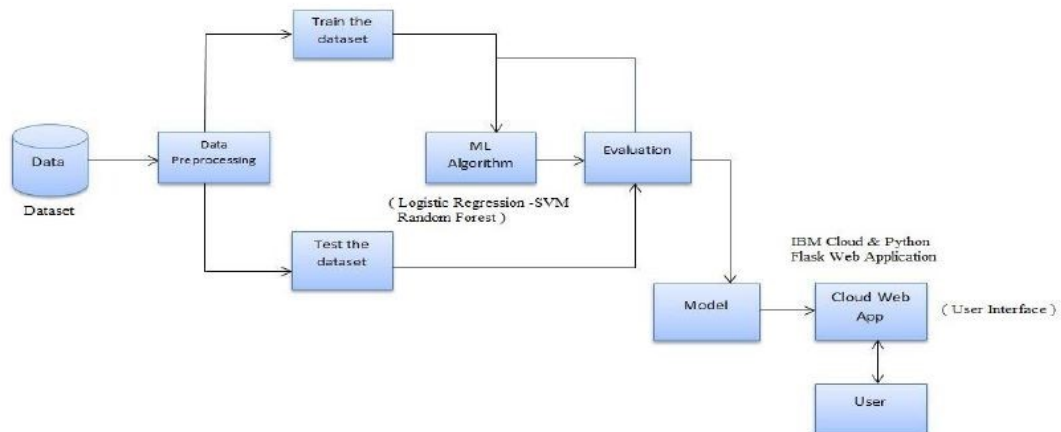 Train the
dataset
Data
Dataset
Data
Preprocessing
ML
Algorithm
( Logistic Regression -SVM
Random Forest )
Evaluation
Test the
dataset
IBM Cloud & Python
Flask Web Application
Model
Cloud Web
App
( User Interface )
User